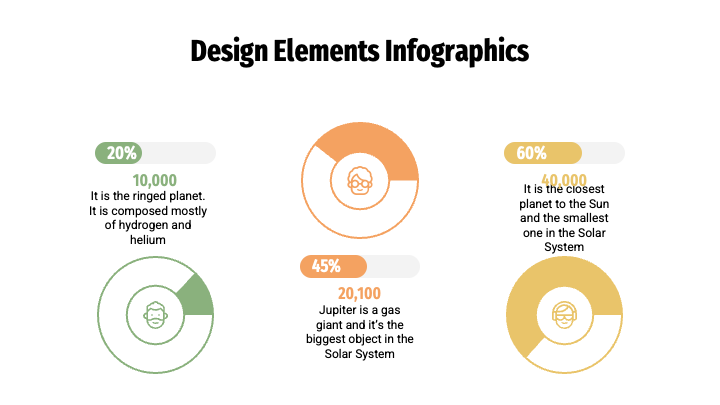 Design Elements Infographics
20%
10,000
It is the ringed planet.
It is composed mostly
of hydrogen and
helium
45%
20,100
Jupiter is a gas
giant and it's the
biggest object in the
Solar System
60%
40,000
It is the closest
planet to the Sun
and the smallest
one in the Solar
System